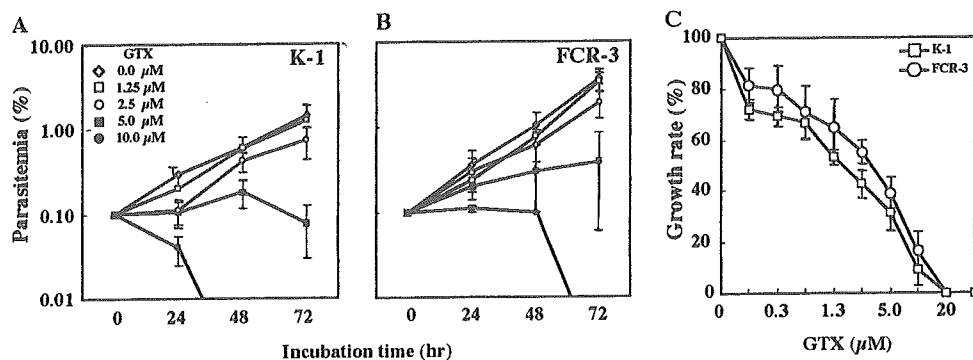 A
B
C
10.00
1.00
0.10
0.01
Parasitemia (%)
GTX
0.0 µM
1.25 µM
2.5 µM
5.0 µM
10.0 µM
K-1
FCR-3
0 24 48 72
0 24 48 72
Incubation time (hr)
100
80
60
40
20
0
Growth rate (%)
K-1
FCR-3
0 0.3 1.3 5.0 20
GTX (µM)